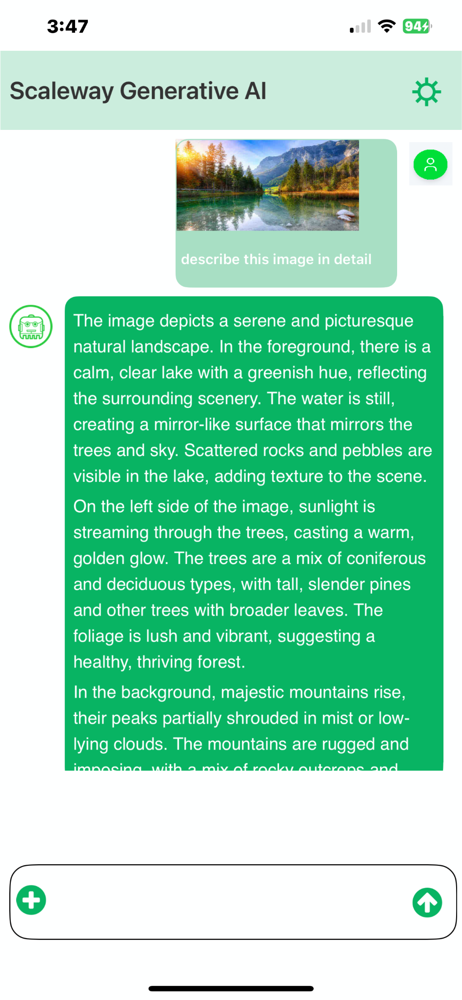 3:47
94
Scaleway Generative AI
describe this image in detail
The image depicts a serene and picturesque
natural landscape. In the foreground, there is a
calm, clear lake with a greenish hue, reflecting
the surrounding scenery. The water is still,
creating a mirror-like surface that mirrors the
trees and sky. Scattered rocks and pebbles are
visible in the lake, adding texture to the scene.
On the left side of the image, sunlight is
streaming through the trees, casting a warm,
golden glow. The trees are a mix of coniferous
and deciduous types, with tall, slender pines
and other trees with broader leaves. The
foliage is lush and vibrant, suggesting a
healthy, thriving forest.
In the background, majestic mountains rise,
their peaks partially shrouded in mist or low-
lying clouds. The mountains are rugged and
imposing, with a mix of rocky outcrops and